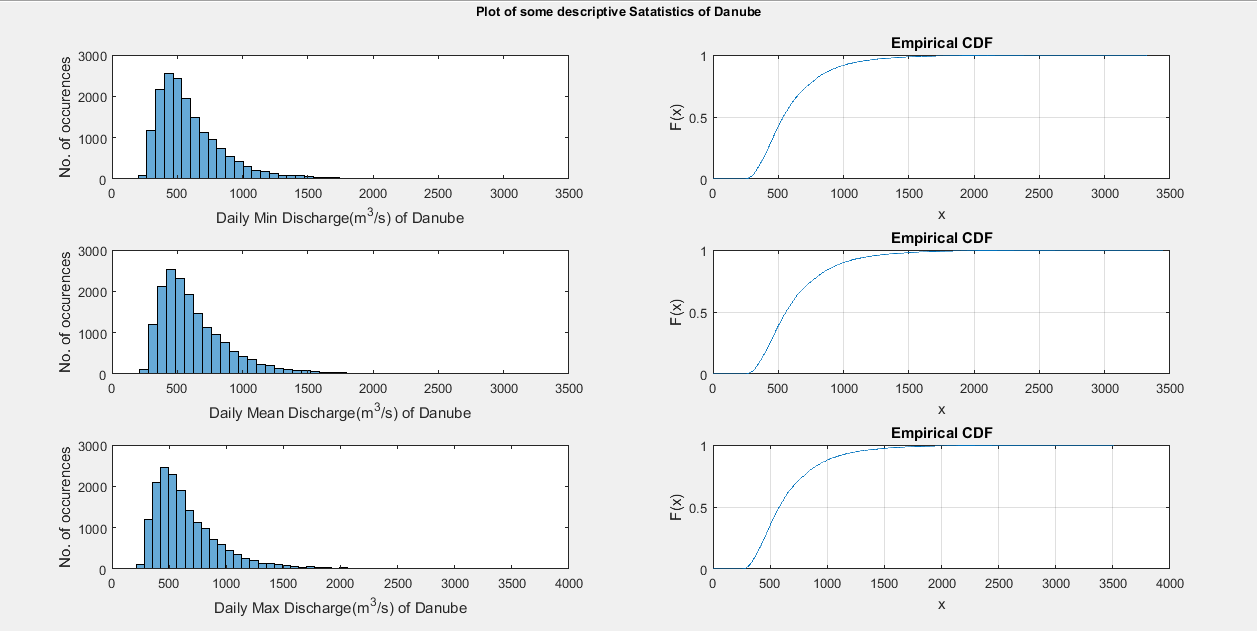 Plot of some descriptive Satatistics of Danube
No. of occurences
3000
2000
1000
0
0 500 1000 1500 2000 2500 3000 3500
Daily Min Discharge(m^3/s) of Danube
Empirical CDF
F(x)
1
0.5
0
0 500 1000 1500 2000 2500 3000 3500
x
No. of occurences
3000
2000
1000
0
0 500 1000 1500 2000 2500 3000 3500
Daily Mean Discharge(m^3/s) of Danube
Empirical CDF
F(x)
1
0.5
0
0 500 1000 1500 2000 2500 3000 3500
x
No. of occurences
3000
2000
1000
0
0 500 1000 1500 2000 2500 3000 3500 4000
Daily Max Discharge(m^3/s) of Danube
Empirical CDF
F(x)
1
0.5
0
0 500 1000 1500 2000 2500 3000 3500 4000
x